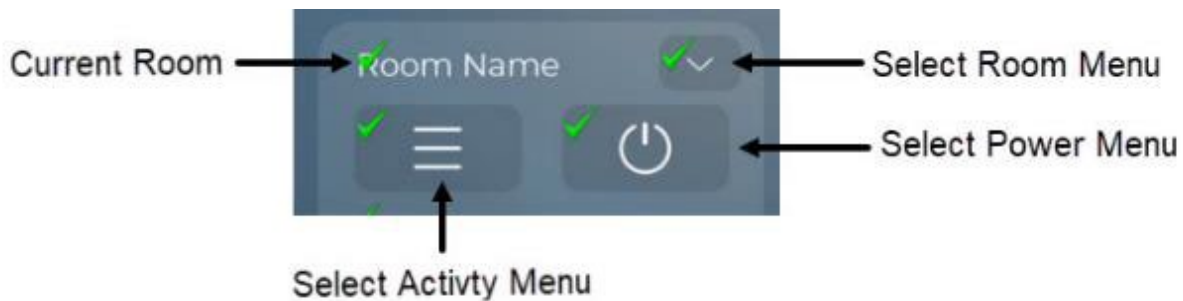 Current Room
Room Name
Select Room Menu
Select Power Menu
Select Activty Menu